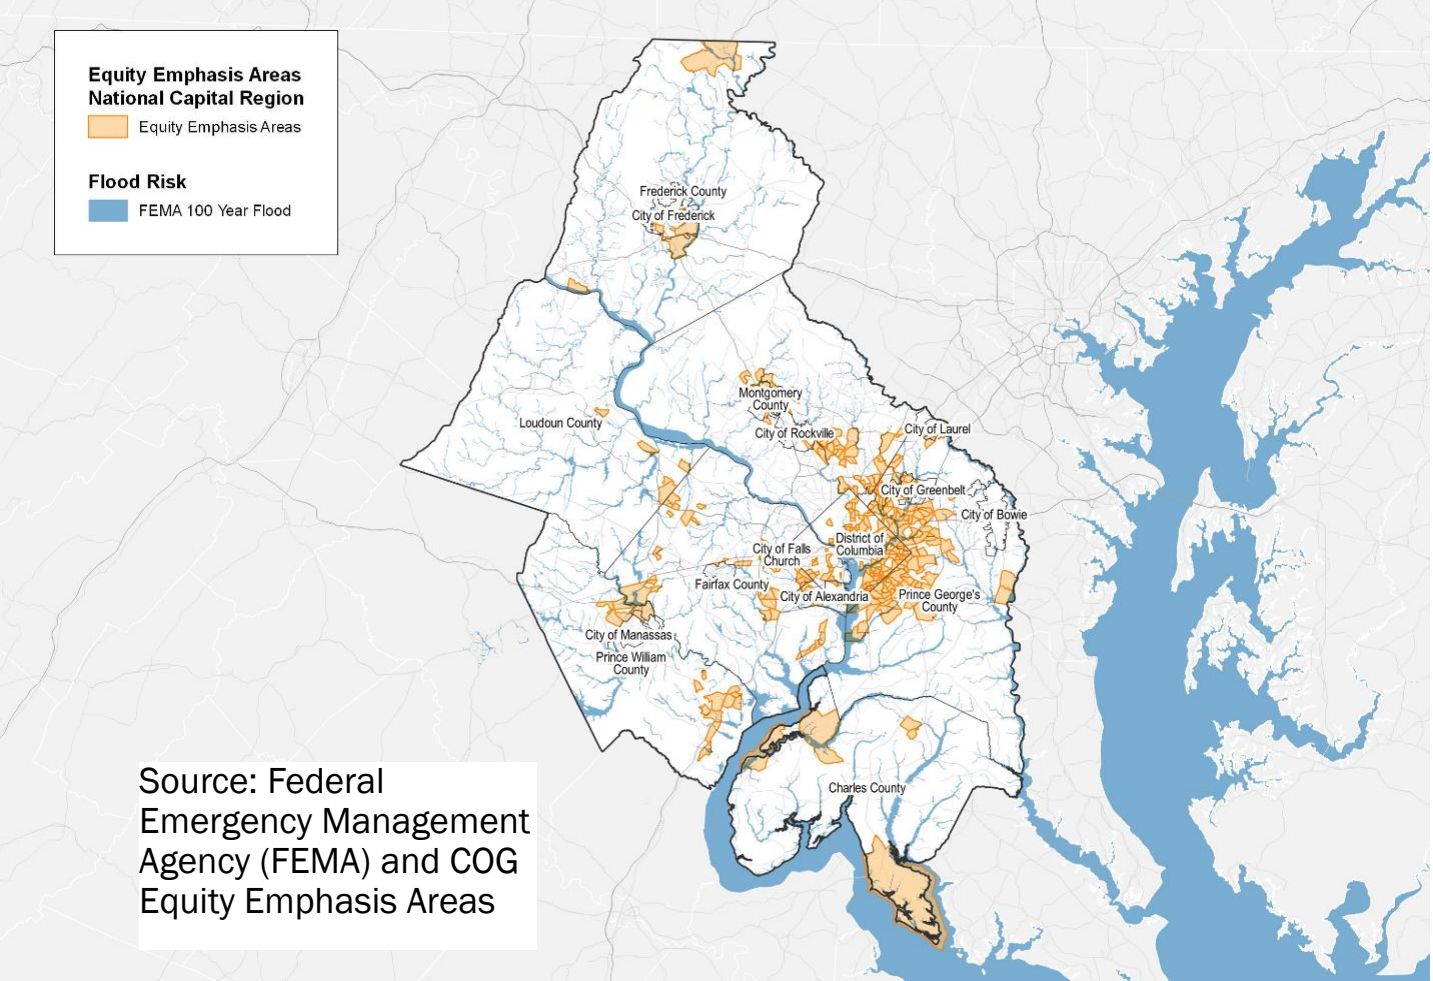 Equity Emphasis Areas
National Capital Region
Equity Emphasis Areas
Flood Risk
FEMA 100 Year Flood
Frederick County
City of Frederick
Montgomery
County
Loudoun County
City of Rockville
City of Laurel
City of Greenbelt
City of Bowie
District of
Columbia
City of Falls
Church
Fairfax County
City of Alexandria
Prince George's
County
City of Manassas
Prince William
County
Charles County
Source: Federal
Emergency Management
Agency (FEMA) and COG
Equity Emphasis Areas